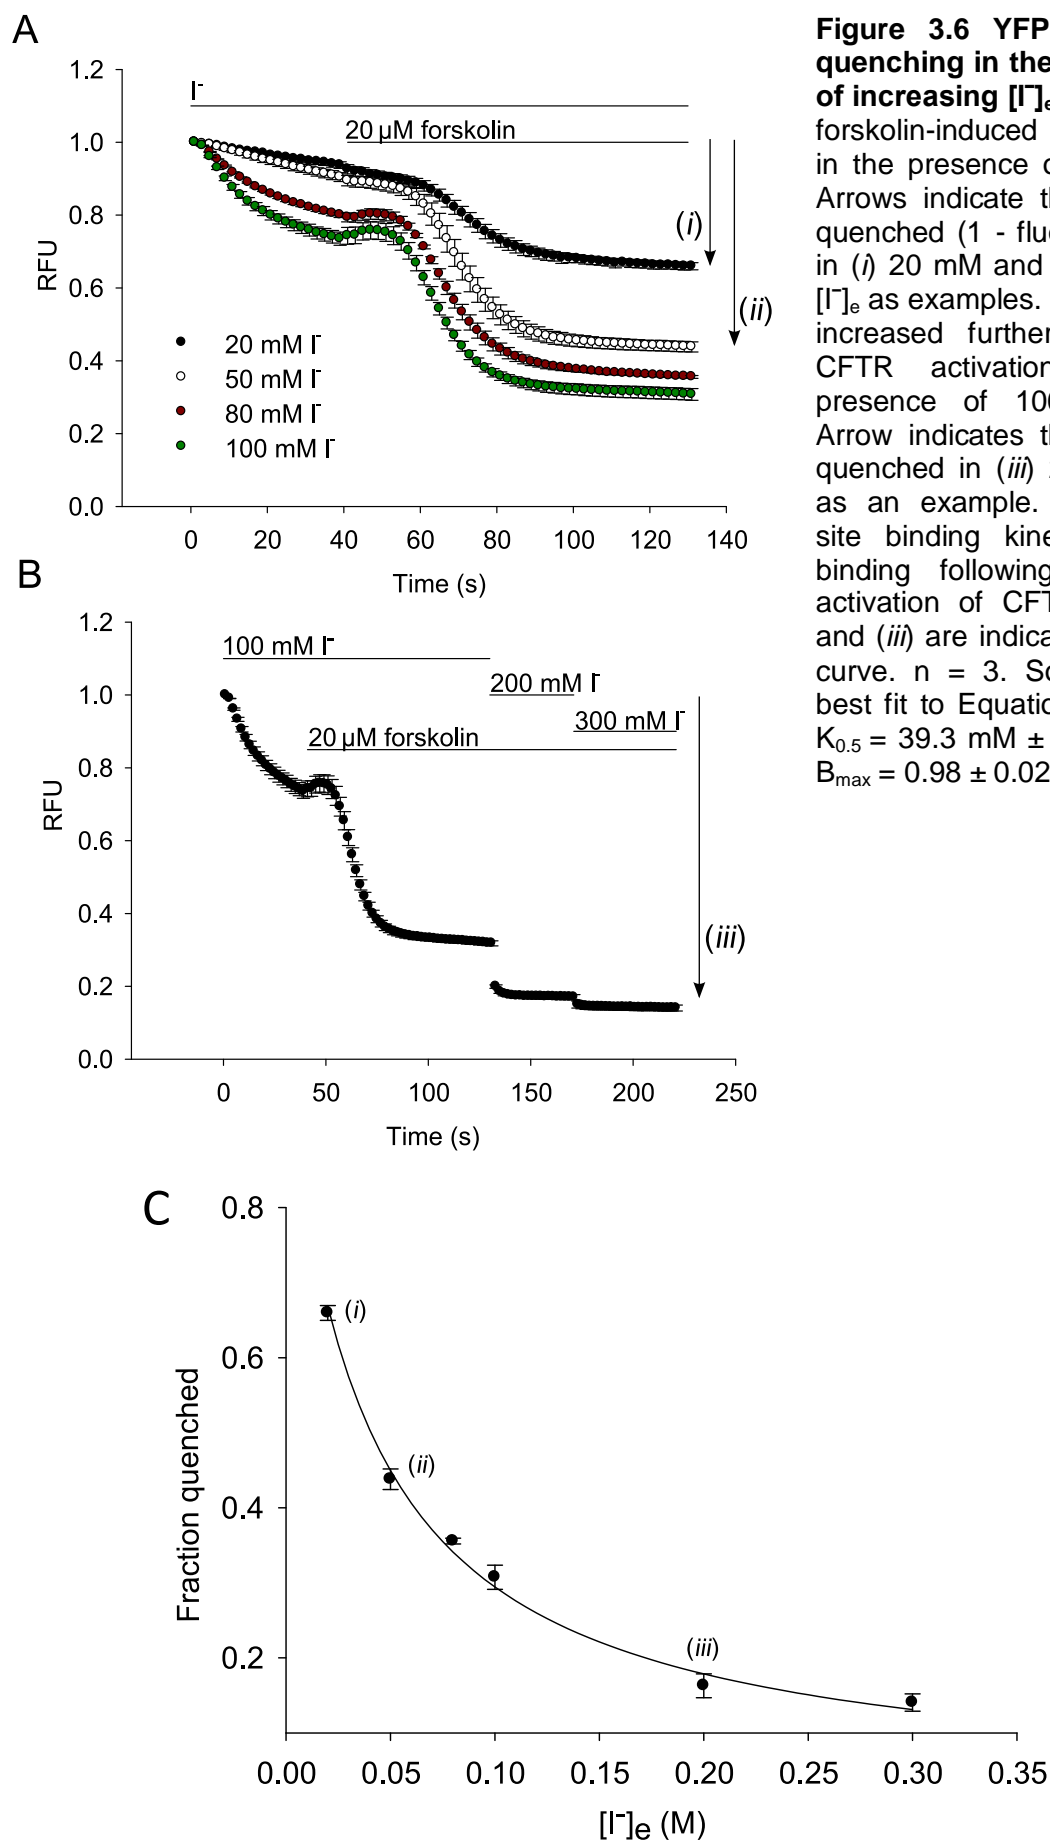 A
1.2
1.0
0.8
0.6
0.4
0.2
0.0
RFU
I⁻
20 µM forskolin
(i)
(ii)
20 mM I⁻
50 mM I⁻
80 mM I⁻
100 mM I⁻
0 20 40 60 80 100 120 140
Time (s)
Figure 3.6 YFP
quenching in the
of increasing [I⁻]e
forskolin-induced
in the presence
Arrows indicate
quenched (1 - 
in (i) 20 mM and
[I⁻]e as examples.
increased further
CFTR activation
presence of
Arrow indicates
quenched in (iii)
as an example.
site binding
binding following
activation of
and (iii) are
curve. n = 3.
best fit to
K0.5 = 39.3 mM ±
Bmax = 0.98 ± 0.02
B
1.2
1.0
0.8
0.6
0.4
0.2
0.0
RFU
100 mM I⁻
200 mM I⁻
300 mM I⁻
20 µM forskolin
(iii)
0 50 100 150 200 250
Time (s)
C
0.8
0.6
0.4
0.2
Fraction quenched
(i)
(ii)
(iii)
0.00 0.05 0.10 0.15 0.20 0.25 0.30 0.35
[I⁻]e (M)